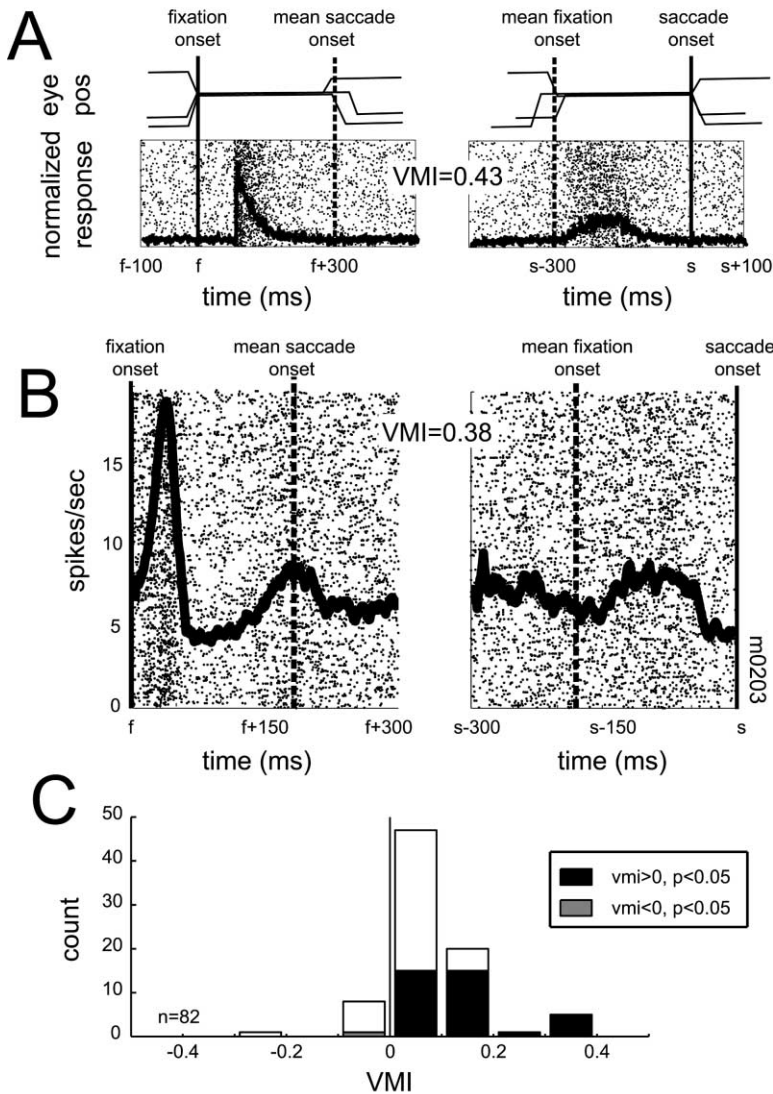 A
fixation
onset
mean saccade
onset
mean fixation
onset
saccade
onset
eye
pos
normalized
response
VMI=0.43
f-100
f
f+300
s-300
s
s+100
time (ms)
time (ms)
B
fixation
onset
mean saccade
onset
mean fixation
onset
saccade
onset
VMI=0.38
spikes/sec
15
10
5
0
m0203
f
f+150
f+300
s-300
s-150
s
time (ms)
time (ms)
C
50
40
30
20
10
0
count
vmi>0, p<0.05
vmi<0, p<0.05
n=82
-0.4
-0.2
0
0.2
0.4
VMI